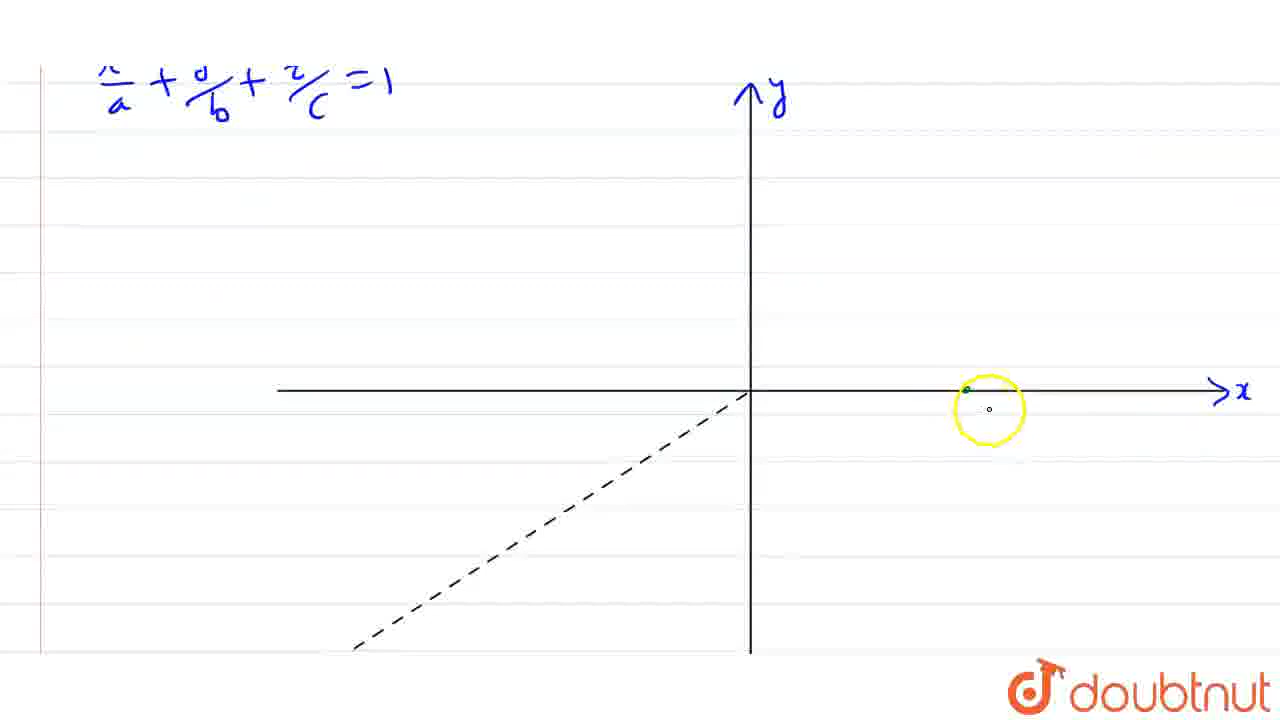 x/a + y/b + z/c = 1
y
x
doubtnut